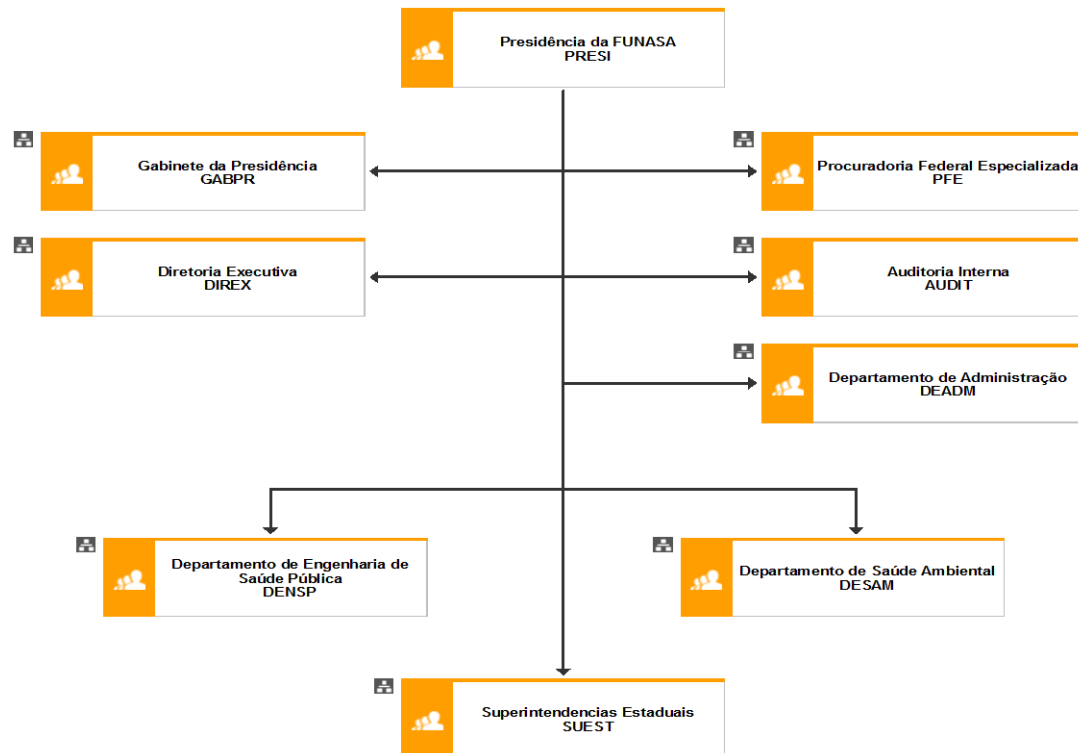 Presidência da FUNASA
PRESI
Gabinete da Presidência
GABPR
Procuradoria Federal Especializada
PFE
Diretoria Executiva
DIREX
Auditoria Interna
AUDIT
Departamento de Administração
DEADM
Departamento de Engenharia de
Saúde Pública
DENSP
Departamento de Saúde Ambiental
DESAM
Superintendencias Estaduais
SUEST